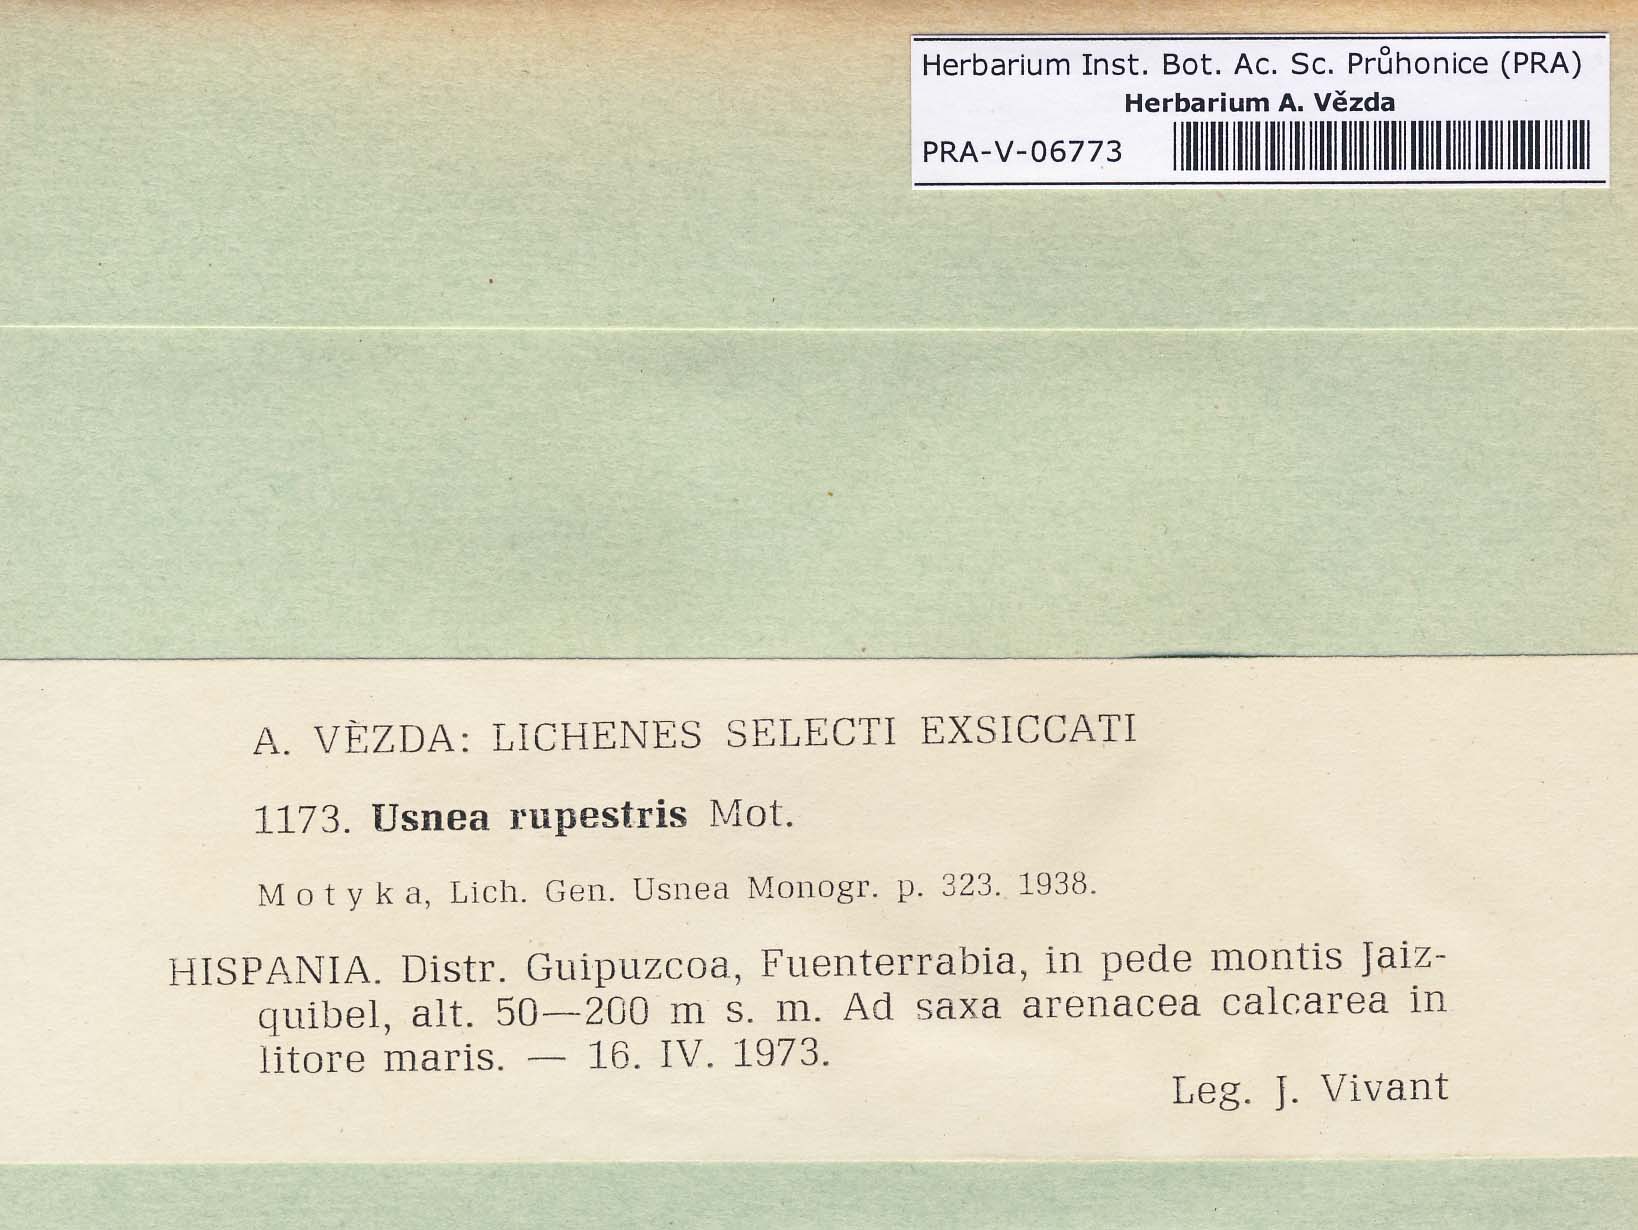 Herbarium Inst. Bot. Ac. Sc. Průhonice (PRA)
Herbarium A. Vězda
PRA-V-06773
A. VÈZDA: LICHENES SELECTI EXSICCATI
1173. Usnea rupestris Mot.
Motyka, Lich. Gen. Usnea Monogr. p. 323. 1938.
HISPANIA. Distr. Guipuzcoa, Fuenterrabia, in pede montis Jaiz-
quibel, alt. 50—200 m s. m. Ad saxa arenacea calcarea in
litore maris. — 16. IV. 1973.
Leg. J. Vivant